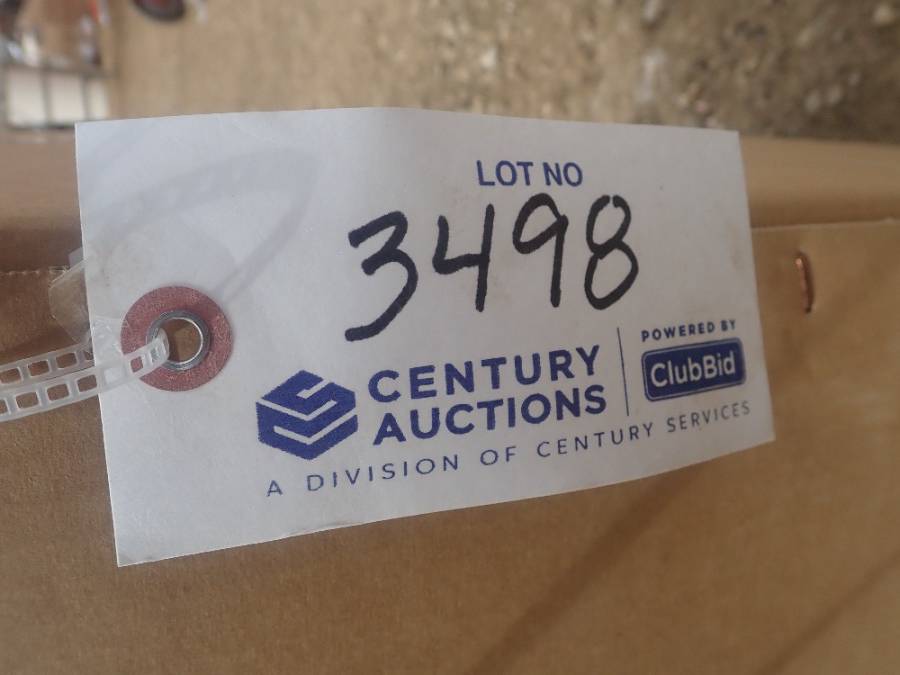 LOT NO
3498
CENTURY
AUCTIONS
POWERED BY
ClubBid
A DIVISION OF CENTURY SERVICES